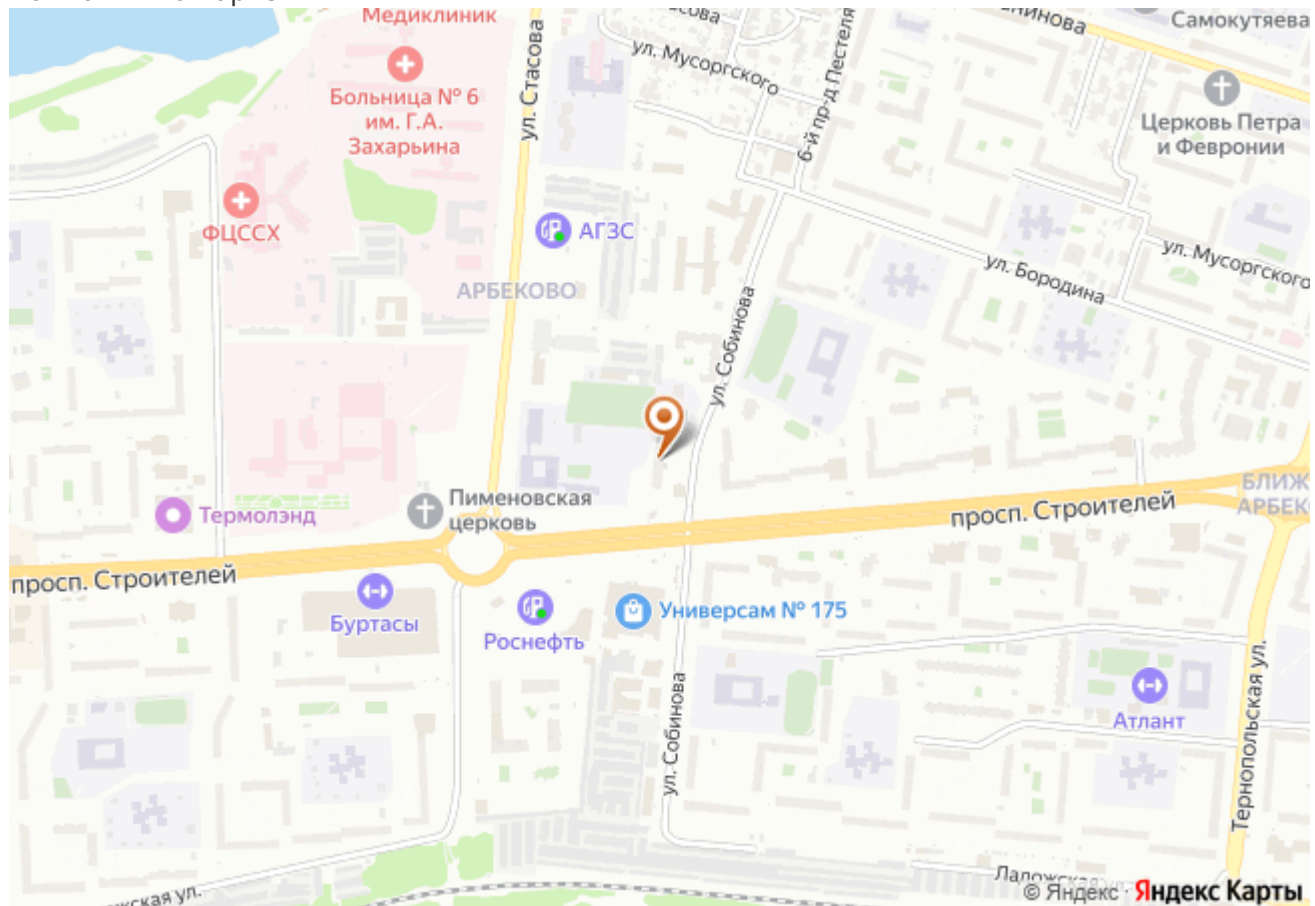 Медиклиник
Больница № 6
им. Г.А.
Захарьина
ул. Стасова
ул. Мусоргского
6-й пр-д Пестеля
Самокутяева
Церковь Петра
и Февронии
ФЦССХ
АГЗС
АРБЕКОВО
ул. Мусоргского
ул. Бородина
ул. Собинова
Термолэнд
Пименовская
церковь
просп. Строителей
просп. Строителей
Буртасы
Роснефть
Универсам № 175
ул. Собинова
Атлант
Тернопольская ул.
© Яндекс · Яндекс Карты